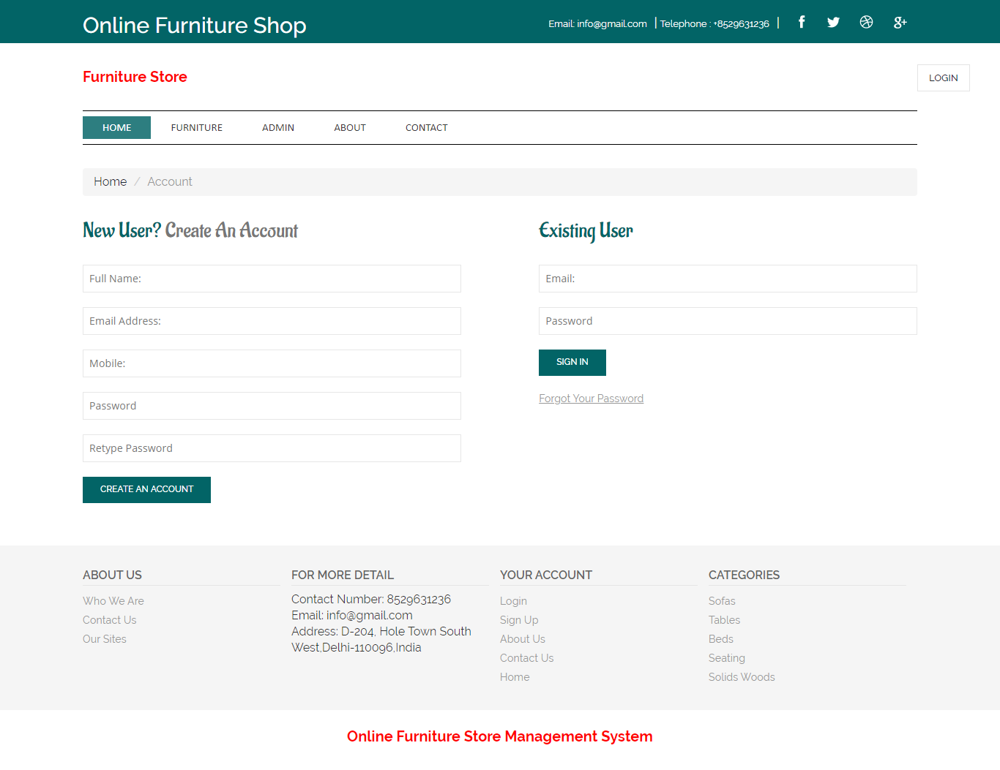 Online Furniture Shop
Email: info@gmail.com | Telephone : +8529631236 |
Furniture Store
LOGIN
HOME FURNITURE ADMIN ABOUT CONTACT
Home / Account
New User? Create An Account
Full Name:
Email Address:
Mobile:
Password
Retype Password
CREATE AN ACCOUNT
Existing User
Email:
Password
SIGN IN
Forgot Your Password
ABOUT US
Who We Are
Contact Us
Our Sites
FOR MORE DETAIL
Contact Number: 8529631236
Email: info@gmail.com
Address: D-204, Hole Town South
West,Delhi-110096,India
YOUR ACCOUNT
Login
Sign Up
About Us
Contact Us
Home
CATEGORIES
Sofas
Tables
Beds
Seating
Solids Woods
Online Furniture Store Management System